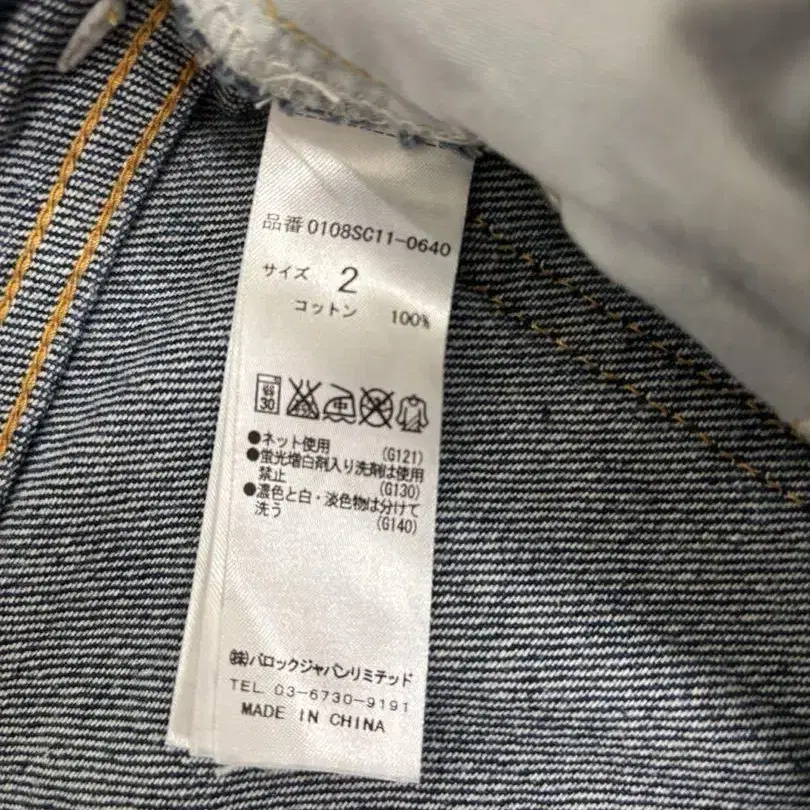 品番 0108SC11-0640
サイズ 2
コットン 100%
弱 30 中
●ネット使用 (G121)
●蛍光増白剤入り洗剤は使用
禁止 (G130)
●濃色と白・淡色物は分けて
洗う (G140)
㈱バロックジャパンリミテッド
TEL 03-6730-9191
MADE IN CHINA